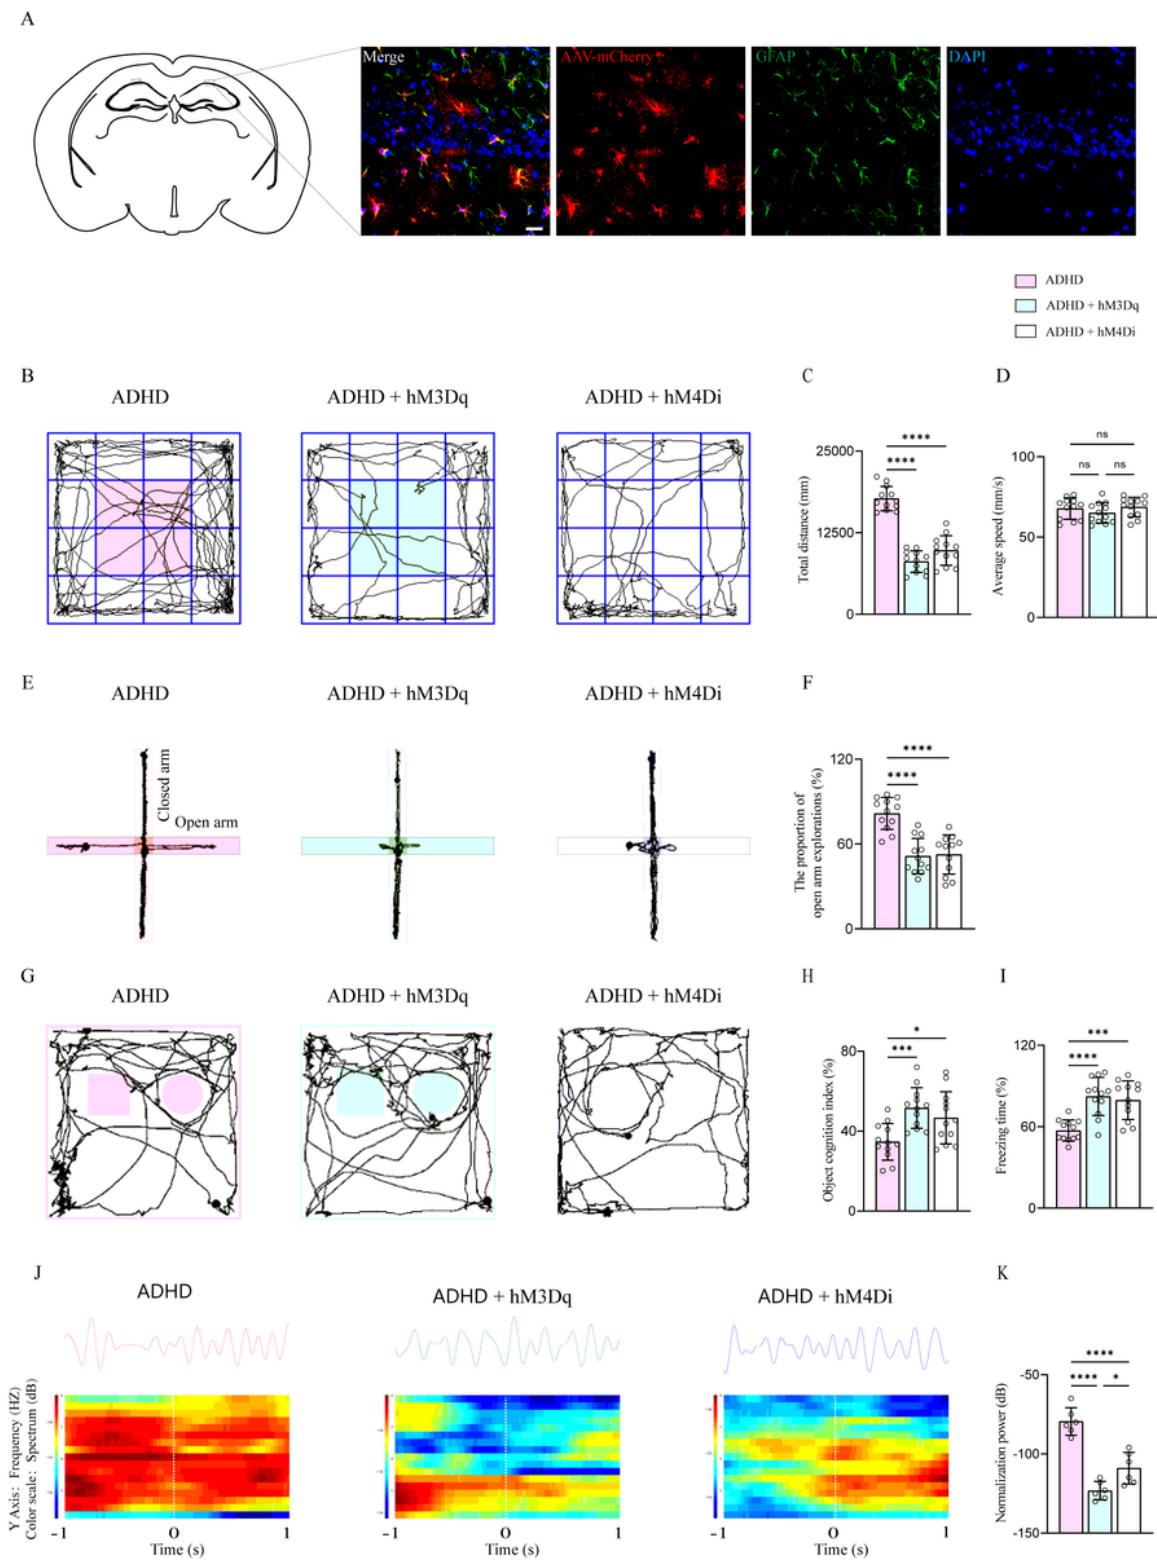 A
Merge
AAV-mCherry
GFAP
DAPI
ADHD
ADHD + hM3Dq
ADHD + hM4Di
B
ADHD
ADHD + hM3Dq
ADHD + hM4Di
C
Total distance (mm)
25000
12500
0
****
****
D
Average speed (mm/s)
100
50
0
ns
ns
ns
E
ADHD
ADHD + hM3Dq
ADHD + hM4Di
Closed arm
Open arm
F
The proportion of
open arm explorations (%)
120
60
0
****
****
G
ADHD
ADHD + hM3Dq
ADHD + hM4Di
H
Object cognition index (%)
80
40
0
*
***
I
Freezing time (%)
120
60
0
***
****
J
ADHD
ADHD + hM3Dq
ADHD + hM4Di
Y Axis: Frequency (HZ)
Color scale: Spectrum (dB)
-1 0 1
Time (s)
-1 0 1
Time (s)
-1 0 1
Time (s)
K
Normalization power (dB)
-50
-100
-150
****
****
*